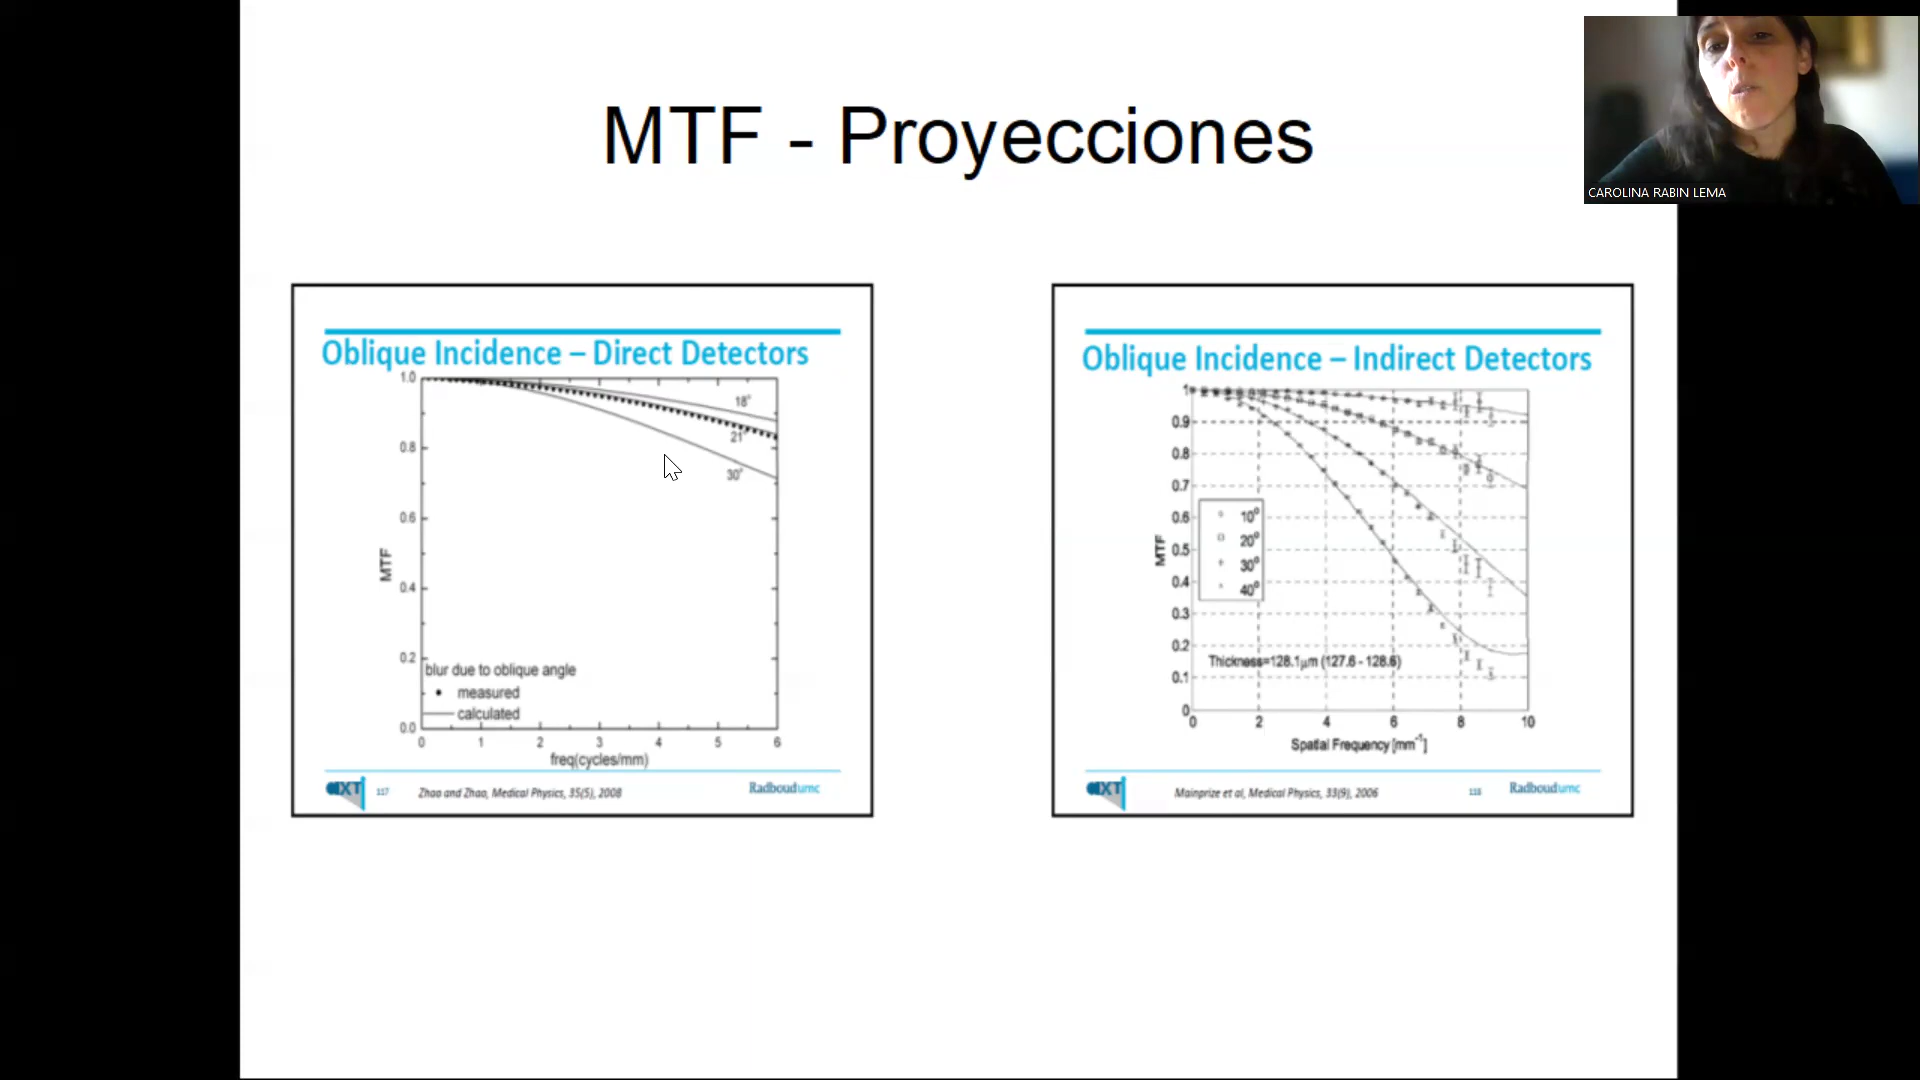 MTF - Proyecciones
CAROLINA RABIN LEMA
Oblique Incidence – Direct Detectors
1.0
0.8
0.6
0.4
0.2
0.0
MTF
18°
21°
30°
blur due to oblique angle
measured
calculated
0 1 2 3 4 5 6
freq(cycles/mm)
117
Zhao and Zhao, Medical Physics, 35(5), 2008
Radboudumc
Oblique Incidence – Indirect Detectors
1
0.9
0.8
0.7
0.6
0.5
0.4
0.3
0.2
0.1
0
MTF
10⁰
20⁰
30⁰
40⁰
Thickness=128.1μm (127.6 - 128.6)
0 2 4 6 8 10
Spatial Frequency [mm⁻¹]
Mainprize et al, Medical Physics, 33(9), 2006
118
Radboudumc